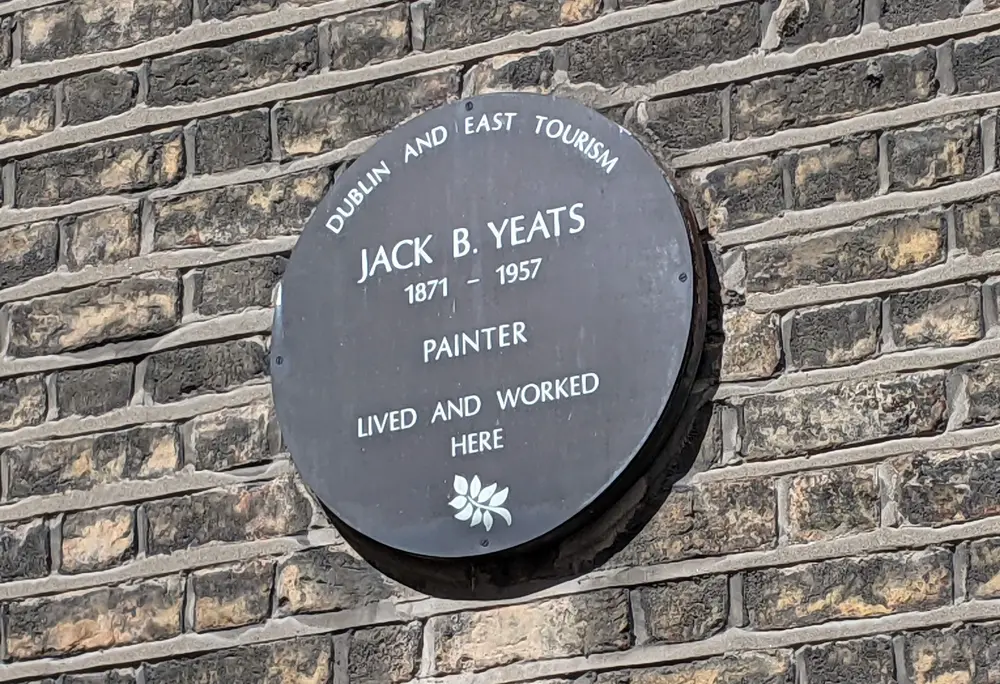 DUBLIN AND EAST TOURISM
JACK B. YEATS
1871 – 1957
PAINTER
LIVED AND WORKED
HERE